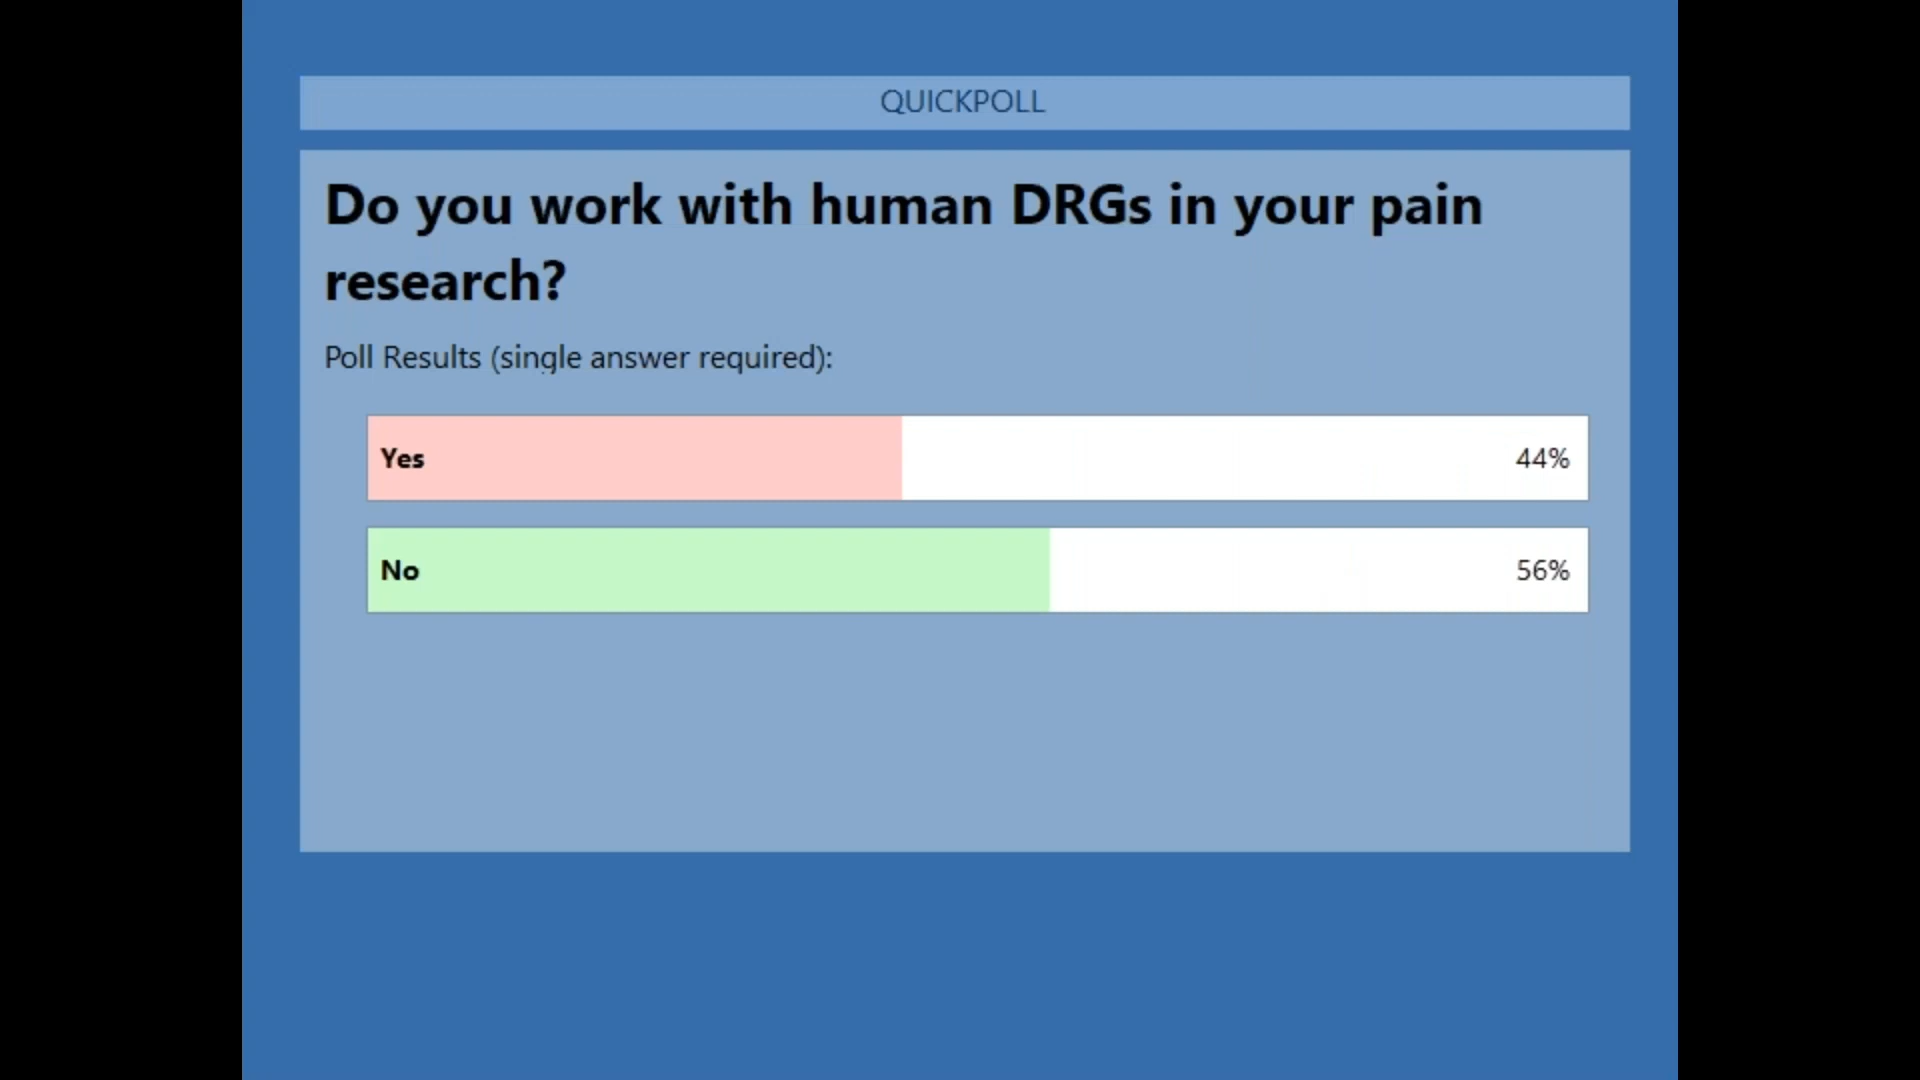 QUICKPOLL
Do you work with human DRGs in your pain
research?
Poll Results (single answer required):
Yes 44%
No 56%